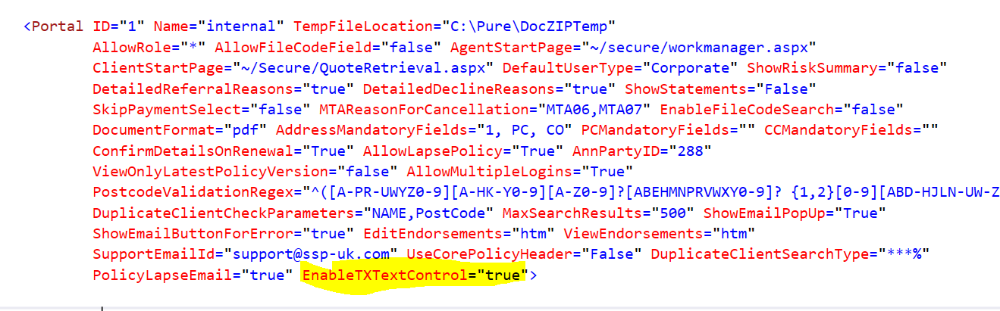 <Portal ID="1" Name="internal" TempFileLocation="C:\Pure\DocZIPTemp"
AllowRole="*" AllowFileCodeField="false" AgentStartPage="~/secure/workmanager.aspx"
ClientStartPage="~/Secure/QuoteRetrieval.aspx" DefaultUserType="Corporate" ShowRiskSummary="false"
DetailedReferralReasons="true" DetailedDeclineReasons="true" ShowStatements="False"
SkipPaymentSelect="false" MTAReasonForCancellation="MTA06,MTA07" EnableFileCodeSearch="false"
DocumentFormat="pdf" AddressMandatoryFields="1, PC, CO" PCMandatoryFields="" CCMandatoryFields=""
ConfirmDetailsOnRenewal="True" AllowLapsePolicy="True" AnnPartyID="288"
ViewOnlyLatestPolicyVersion="false" AllowMultipleLogins="True"
PostcodeValidationRegex="^([A-PR-UWYZ0-9][A-HK-Y0-9][A-Z0-9]?[ABEHMNPRVWXY0-9]? {1,2}[0-9][ABD-HJLN-UW-Z
DuplicateClientCheckParameters="NAME,PostCode" MaxSearchResults="500" ShowEmailPopUp="True"
ShowEmailButtonForError="true" EditEndorsements="htm" ViewEndorsements="htm"
SupportEmailId="support@ssp-uk.com" UseCorePolicyHeader="False" DuplicateClientSearchType="***%"
PolicyLapseEmail="true" EnableTXTextControl="true">